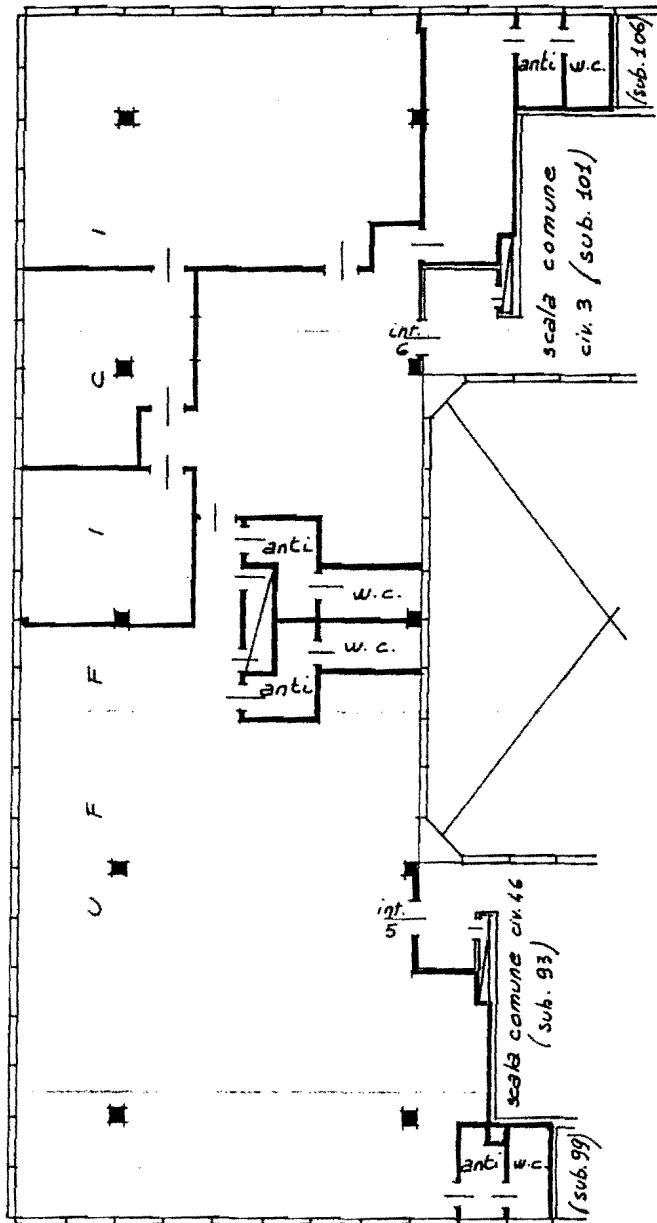 anti w.c.
(sub. 106)
scala comune
civ. 3 (sub. 101)
int.
6
anti
w.c.
w.c.
anti
U F F I C I
int.
5
scala comune civ. 46
(sub. 93)
anti w.c.
(sub. 99)